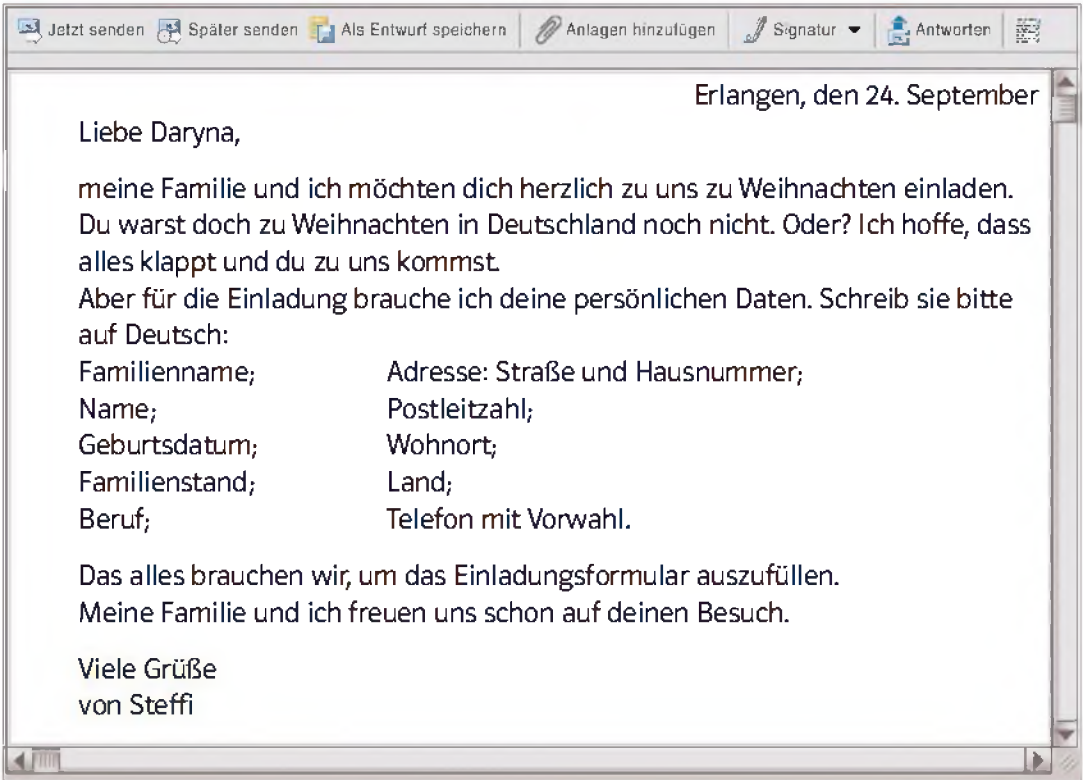 Jetzt senden Später senden Als Entwurf speichern Anlagen hinzufügen Signatur Antworten
Erlangen, den 24. September
Liebe Daryna,
meine Familie und ich möchten dich herzlich zu uns zu Weihnachten einladen.
Du warst doch zu Weihnachten in Deutschland noch nicht. Oder? Ich hoffe, dass
alles klappt und du zu uns kommst.
Aber für die Einladung brauche ich deine persönlichen Daten. Schreib sie bitte
auf Deutsch:
Familienname; Adresse: Straße und Hausnummer;
Name; Postleitzahl;
Geburtsdatum; Wohnort;
Familienstand; Land;
Beruf; Telefon mit Vorwahl.
Das alles brauchen wir, um das Einladungsformular auszufüllen.
Meine Familie und ich freuen uns schon auf deinen Besuch.
Viele Grüße
von Steffi